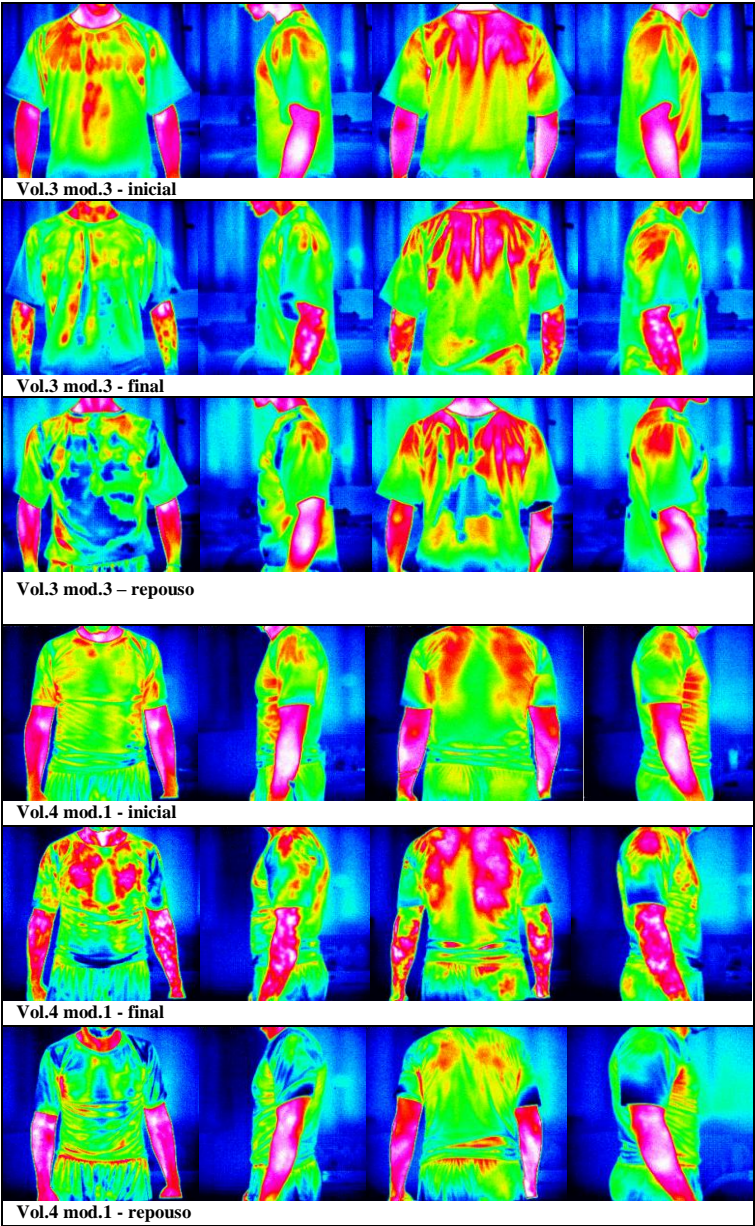 Vol.3 mod.3 - inicial
Vol.3 mod.3 - final
Vol.3 mod.3 – repouso
Vol.4 mod.1 - inicial
Vol.4 mod.1 - final
Vol.4 mod.1 - repouso